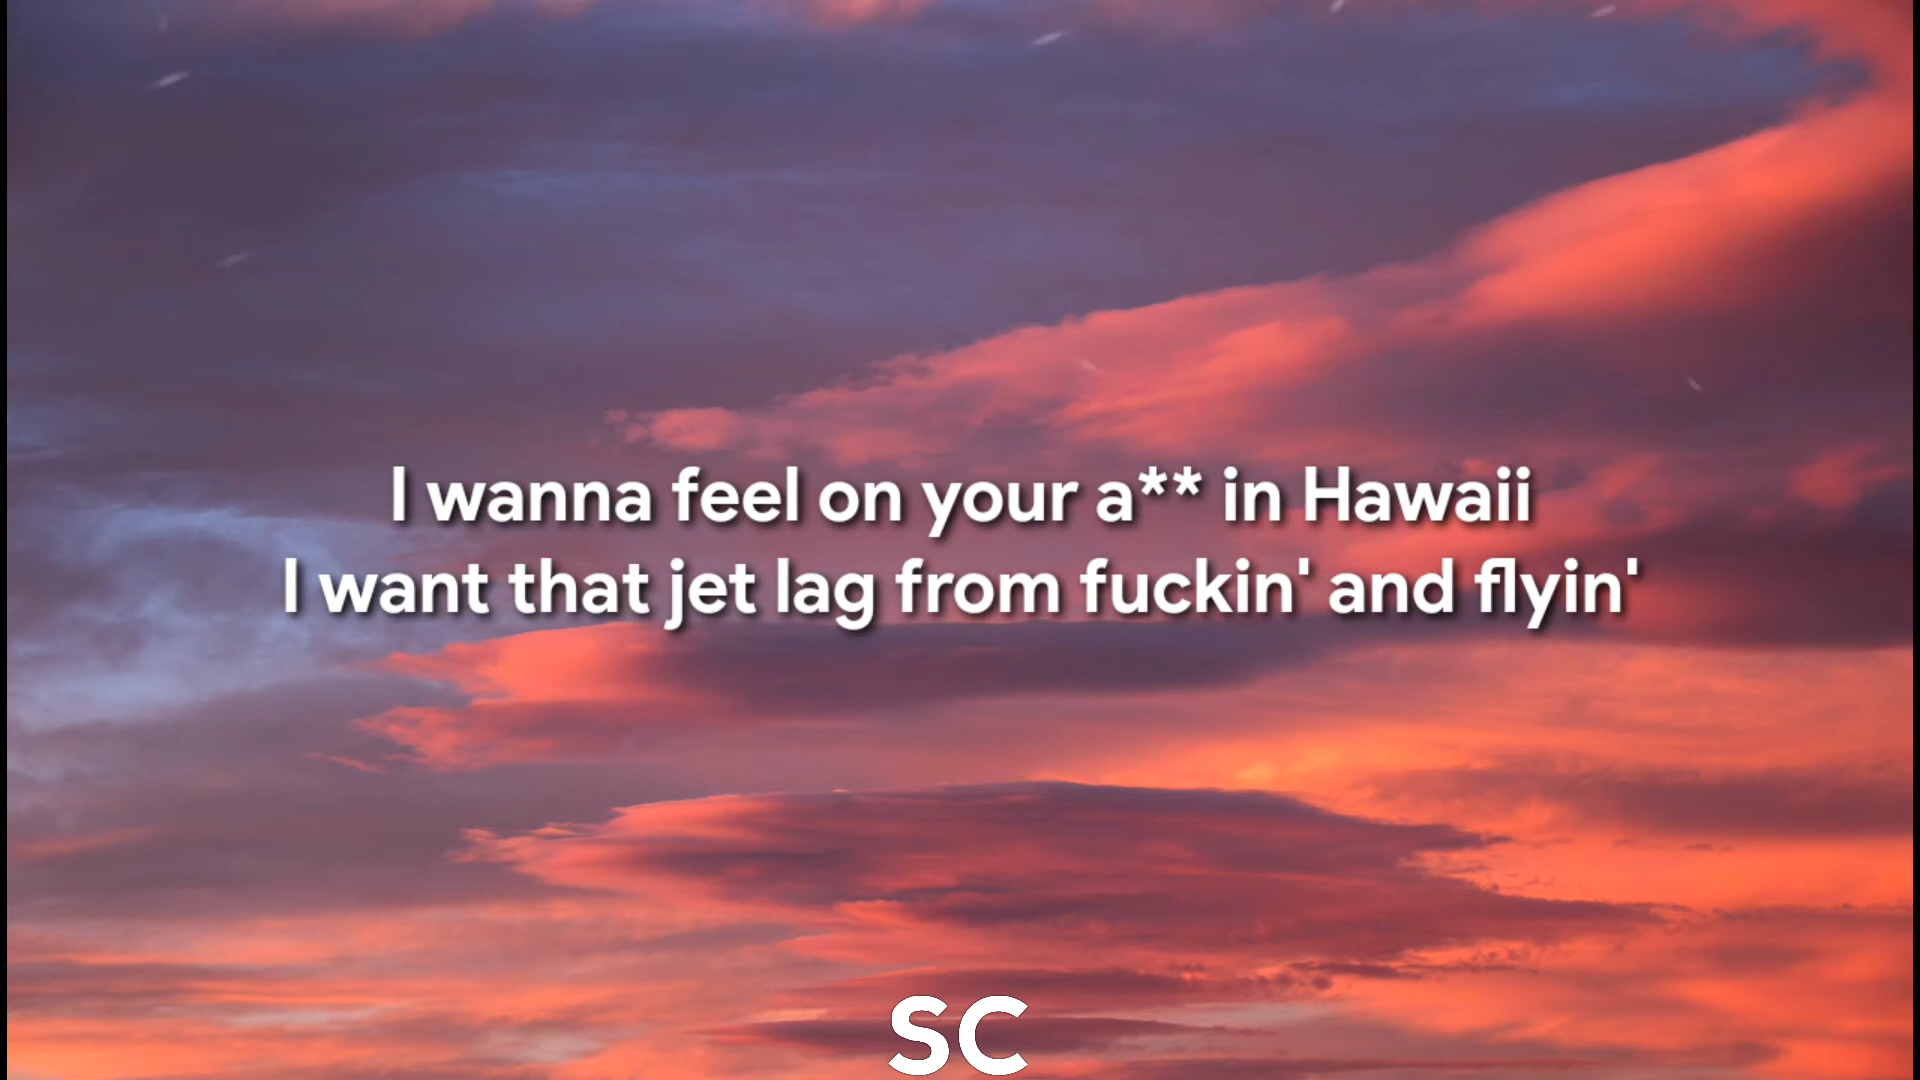 I wanna feel on your a** in Hawaii
I want that jet lag from fuckin' and flyin'
SC